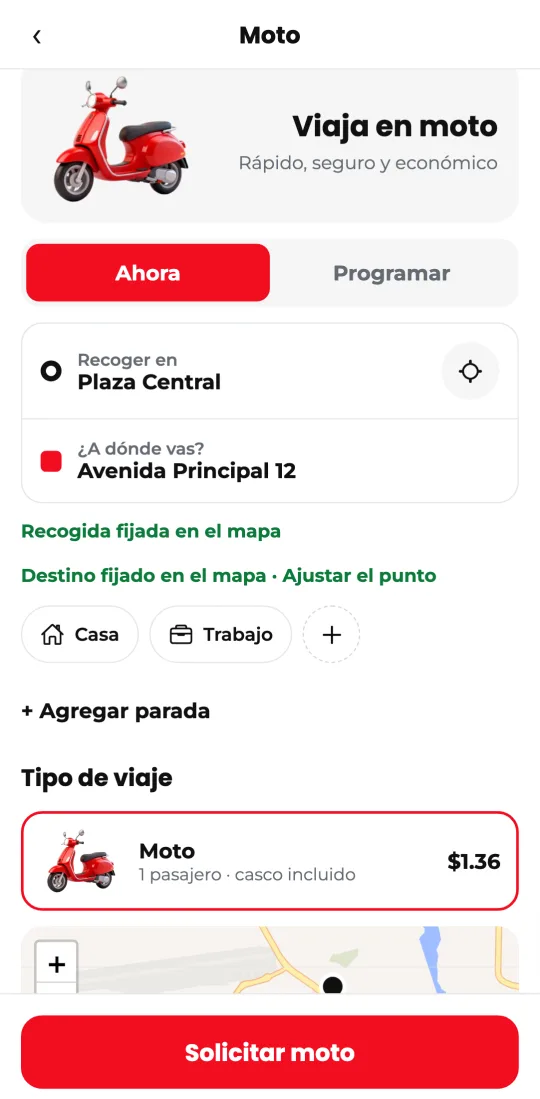 Moto
Viaja en moto
Rápido, seguro y económico
Ahora
Programar
Recoger en
Plaza Central
¿A dónde vas?
Avenida Principal 12
Recogida fijada en el mapa
Destino fijado en el mapa · Ajustar el punto
Casa
Trabajo
+ Agregar parada
Tipo de viaje
Moto
1 pasajero · casco incluido
$1.36
+
Solicitar moto